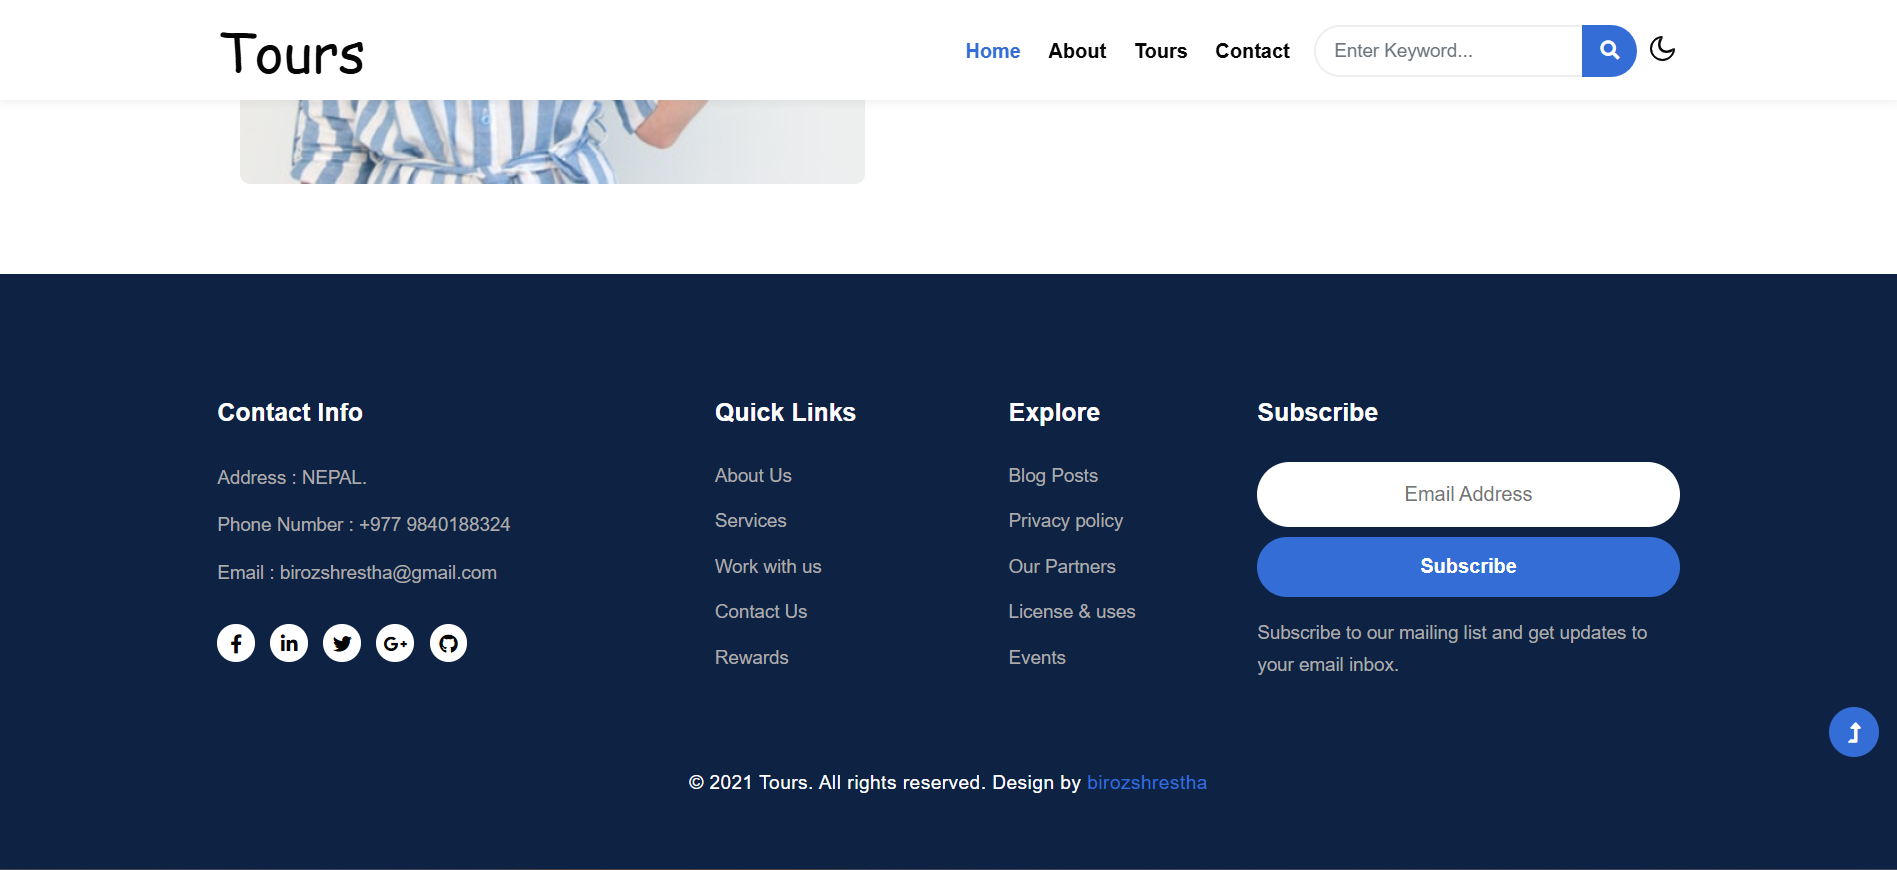 Tours
Home About Tours Contact Enter Keyword...
Contact Info
Address : NEPAL.
Phone Number : +977 9840188324
Email : birozshrestha@gmail.com
Quick Links
About Us
Services
Work with us
Contact Us
Rewards
Explore
Blog Posts
Privacy policy
Our Partners
License & uses
Events
Subscribe
Email Address
Subscribe
Subscribe to our mailing list and get updates to
your email inbox.
© 2021 Tours. All rights reserved. Design by birozshrestha